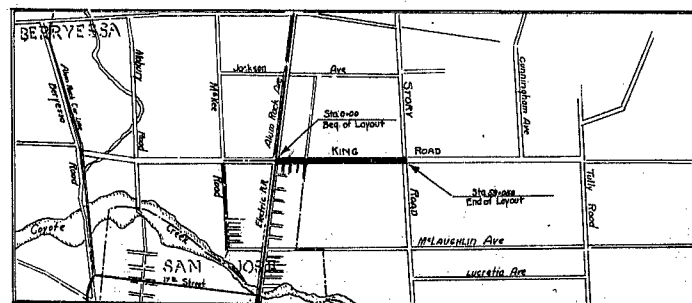 BERRYESSA
Alum Rock Car Line
Berryessa
Road
Mabury
Road
McKee
Road
Jackson Ave
Alum Rock Ave
Electric R.R.
Sta. 0+00
Beg. of Layout
STORY
ROAD
KING ROAD
Cunningham Ave
Sta.
End of Layout
Tully
Road
Coyote
Creek
SAN JOSE
17th Street
McLAUGHLIN Ave
Lucretia Ave